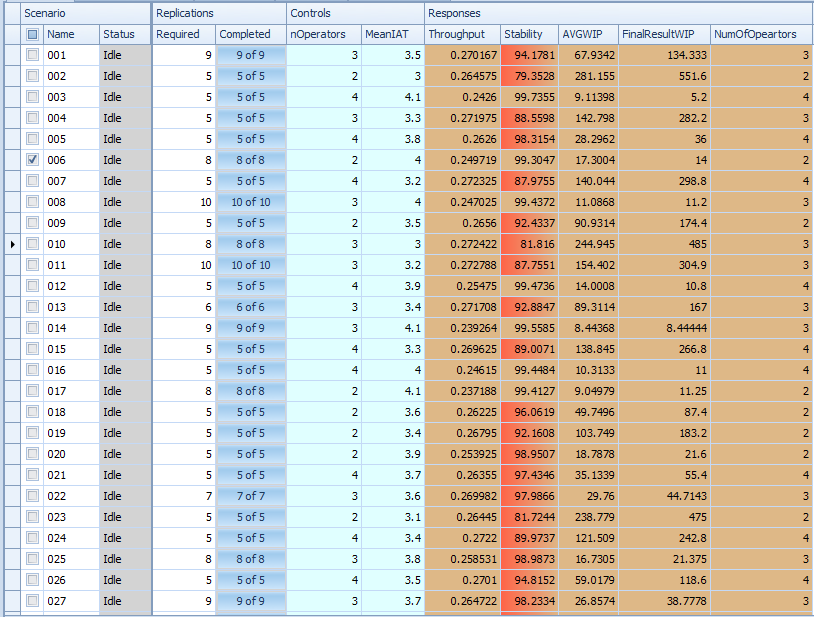 Scenario Replications Controls Responses
Name Status Required Completed nOperators MeanIAT Throughput Stability AVGWIP FinalResultWIP NumOfOpeartors
001 Idle 9 9 of 9 3 3.5 0.270167 94.1781 67.9342 134.333 3
002 Idle 5 5 of 5 2 3 0.264575 79.3528 281.155 551.6 2
003 Idle 5 5 of 5 4 4.1 0.2426 99.7355 9.11398 5.2 4
004 Idle 5 5 of 5 3 3.3 0.271975 88.5598 142.798 282.2 3
005 Idle 5 5 of 5 4 3.8 0.2626 98.3154 28.2962 36 4
006 Idle 8 8 of 8 2 4 0.249719 99.3047 17.3004 14 2
007 Idle 5 5 of 5 4 3.2 0.272325 87.9755 140.044 298.8 4
008 Idle 10 10 of 10 3 4 0.247025 99.4372 11.0868 11.2 3
009 Idle 5 5 of 5 2 3.5 0.2656 92.4337 90.9314 174.4 2
010 Idle 8 8 of 8 3 3 0.272422 81.816 244.945 485 3
011 Idle 10 10 of 10 3 3.2 0.272788 87.7551 154.402 304.9 3
012 Idle 5 5 of 5 4 3.9 0.25475 99.4736 14.0008 10.8 4
013 Idle 6 6 of 6 3 3.4 0.271708 92.8847 89.3114 167 3
014 Idle 9 9 of 9 3 4.1 0.239264 99.5585 8.44368 8.44444 3
015 Idle 5 5 of 5 4 3.3 0.269625 89.0071 138.845 266.8 4
016 Idle 5 5 of 5 4 4 0.24615 99.4484 10.3133 11 4
017 Idle 8 8 of 8 2 4.1 0.237188 99.4127 9.04979 11.25 2
018 Idle 5 5 of 5 2 3.6 0.26225 96.0619 49.7496 87.4 2
019 Idle 5 5 of 5 2 3.4 0.26795 92.1608 103.749 183.2 2
020 Idle 5 5 of 5 2 3.9 0.253925 98.9507 18.7878 21.6 2
021 Idle 5 5 of 5 4 3.7 0.26355 97.4346 35.1339 55.4 4
022 Idle 7 7 of 7 3 3.6 0.269982 97.9866 29.76 44.7143 3
023 Idle 5 5 of 5 2 3.1 0.26445 81.7244 238.779 475 2
024 Idle 5 5 of 5 4 3.4 0.2722 89.9737 121.509 242.8 4
025 Idle 8 8 of 8 3 3.8 0.258531 98.9873 16.7305 21.375 3
026 Idle 5 5 of 5 4 3.5 0.2701 94.8152 59.0179 118.6 4
027 Idle 9 9 of 9 3 3.7 0.264722 98.2334 26.8574 38.7778 3